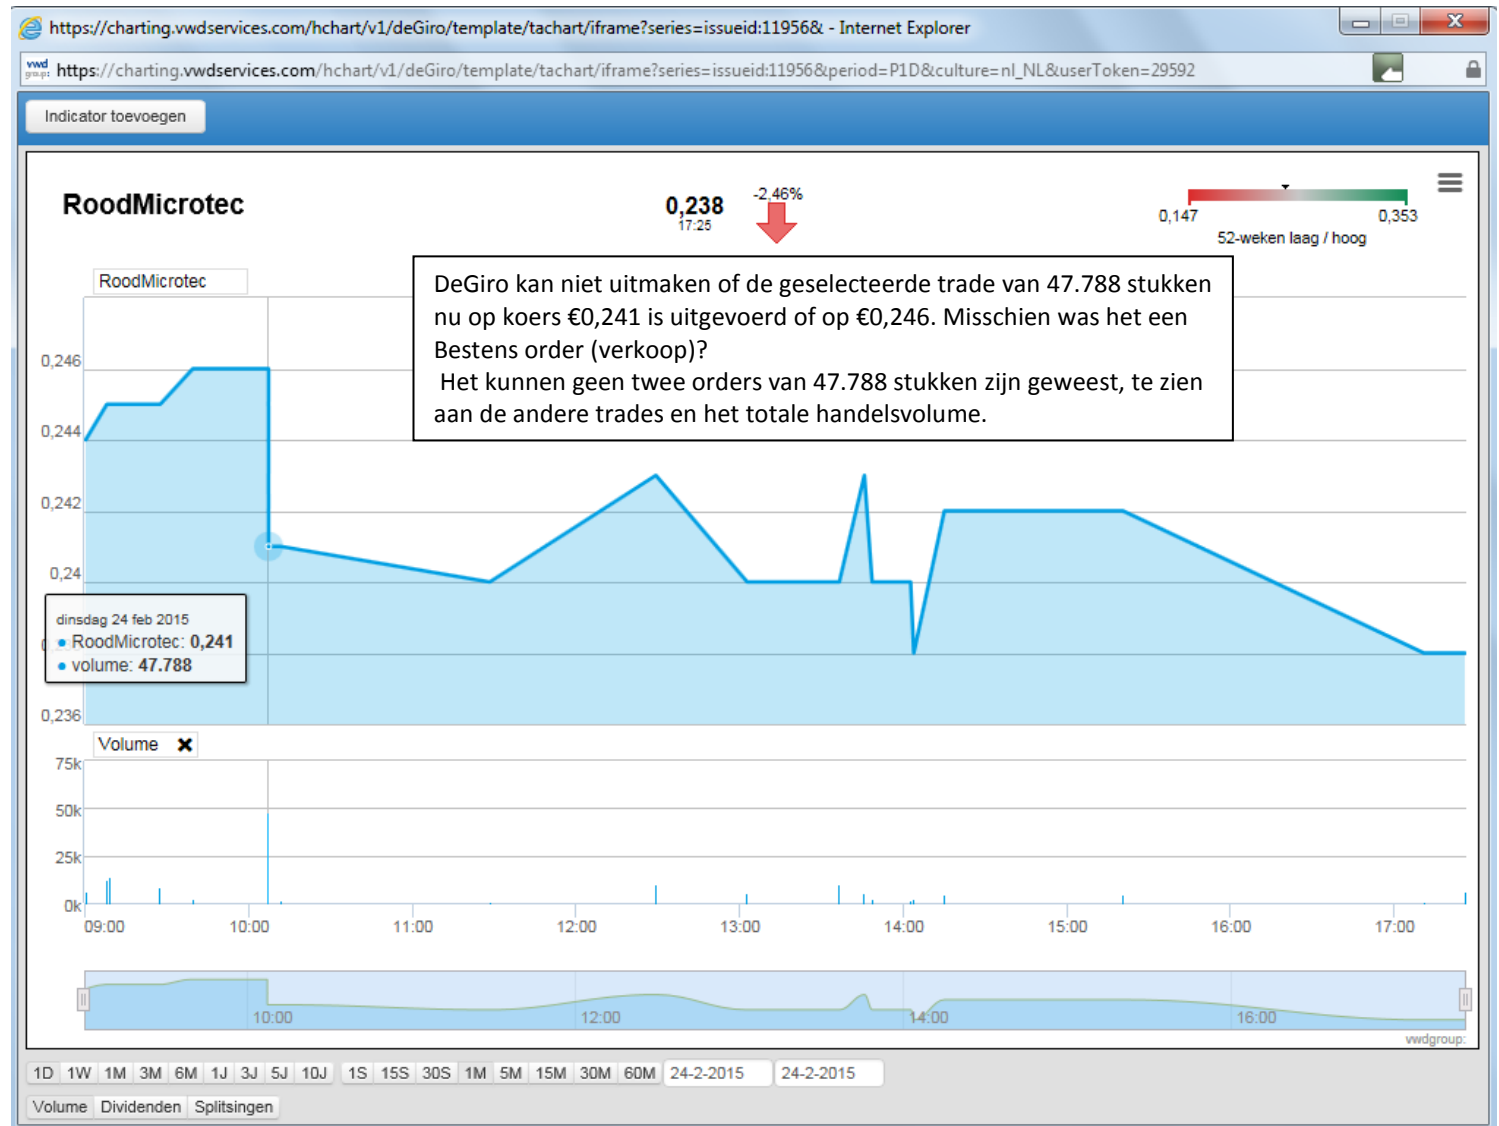 https://charting.vwdservices.com/hchart/v1/deGiro/template/tachart/iframe?series=issueid:11956& - Internet Explorer
vwd group: https://charting.vwdservices.com/hchart/v1/deGiro/template/tachart/iframe?series=issueid:11956&period=P1D&culture=nl_NL&userToken=29592
Indicator toevoegen
RoodMicrotec
0,238
17:25
-2,46%
0,147 0,353
52-weken laag / hoog
RoodMicrotec
DeGiro kan niet uitmaken of de geselecteerde trade van 47.788 stukken
nu op koers €0,241 is uitgevoerd of op €0,246. Misschien was het een
Bestens order (verkoop)?
Het kunnen geen twee orders van 47.788 stukken zijn geweest, te zien
aan de andere trades en het totale handelsvolume.
0,246
0,244
0,242
0,24
dinsdag 24 feb 2015
RoodMicrotec: 0,241
volume: 47.788
0,236
Volume
75k
50k
25k
0k
09:00 10:00 11:00 12:00 13:00 14:00 15:00 16:00 17:00
10:00 12:00 14:00 16:00
vwdgroup:
1D 1W 1M 3M 6M 1J 3J 5J 10J 1S 15S 30S 1M 5M 15M 30M 60M 24-2-2015 24-2-2015
Volume Dividenden Splitsingen